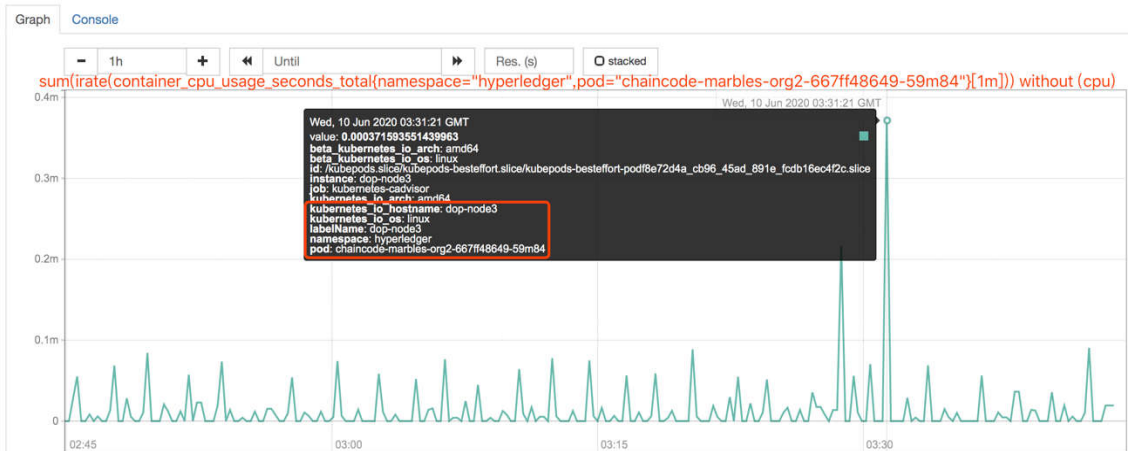 Graph Console
− 1h + Until Res. (s) stacked
sum(irate(container_cpu_usage_seconds_total{namespace="hyperledger",pod="chaincode-marbles-org2-667ff48649-59m84"}[1m])) without (cpu)
0.4m
Wed, 10 Jun 2020 03:31:21 GMT
Wed, 10 Jun 2020 03:31:21 GMT
value: 0.000371593551439963
beta_kubernetes_io_arch: amd64
beta_kubernetes_io_os: linux
id: /kubepods.slice/kubepods-besteffort.slice/kubepods-besteffort-podf8e72d4a_cb96_45ad_891e_fcdb16ec4f2c.slice
instance: dop-node3
job: kubernetes-cadvisor
kubernetes_io_arch: amd64
kubernetes_io_hostname: dop-node3
kubernetes_io_os: linux
labelName: dop-node3
namespace: hyperledger
pod: chaincode-marbles-org2-667ff48649-59m84
0.3m
0.2m
0.1m
0
02:45 03:00 03:15 03:30